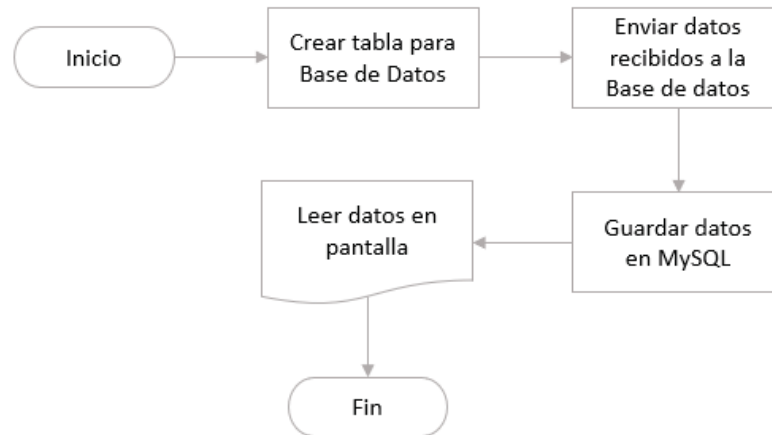 Inicio
Crear tabla para
Base de Datos
Enviar datos
recibidos a la
Base de datos
Guardar datos
en MySQL
Leer datos en
pantalla
Fin